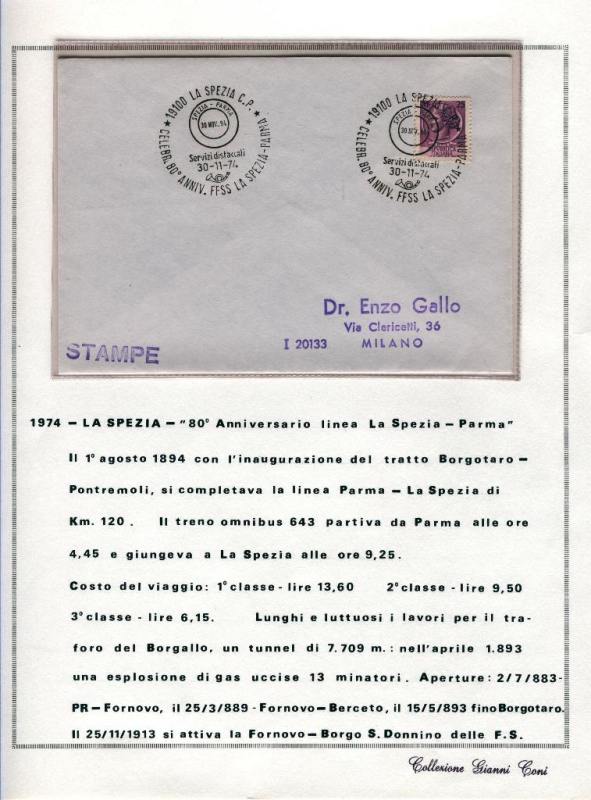 *19100 LA SPEZIA C.P.*
SPEZIA - PARMA
30 NOV. 94
Servizi distaccati
30-11-74
CELEBR. 80° ANNIV. FFSS LA SPEZIA-PARMA
*19100 LA SPEZIA C.P.
SPEZIA - PARMA
30 NOV.
Servizi distaccati
30-11-74
CELEBR. 80° ANNIV. FFSS LA SPEZIA-PARMA
Dr. Enzo Gallo
Via Clericetti, 36
I 20133 MILANO
STAMPE
1974 - LA SPEZIA - "80° Anniversario linea La Spezia - Parma"
Il 1° agosto 1894 con l'inaugurazione del tratto Borgotaro -
Pontremoli, si completava la linea Parma - La Spezia di
Km. 120 . Il treno omnibus 643 partiva da Parma alle ore
4,45 e giungeva a La Spezia alle ore 9,25.
Costo del viaggio: 1° classe - lire 13,60 2° classe - lire 9,50
3° classe - lire 6,15. Lunghi e luttuosi i lavori per il tra-
foro del Borgallo, un tunnel di 7.709 m. : nell'aprile 1.893
una esplosione di gas uccise 13 minatori. Aperture: 2/7/883-
PR - Fornovo, il 25/3/889 - Fornovo - Berceto, il 15/5/893 fino Borgotaro.
Il 25/11/1913 si attiva la Fornovo - Borgo S. Donnino delle F.S.
Collezione Gianni Coni